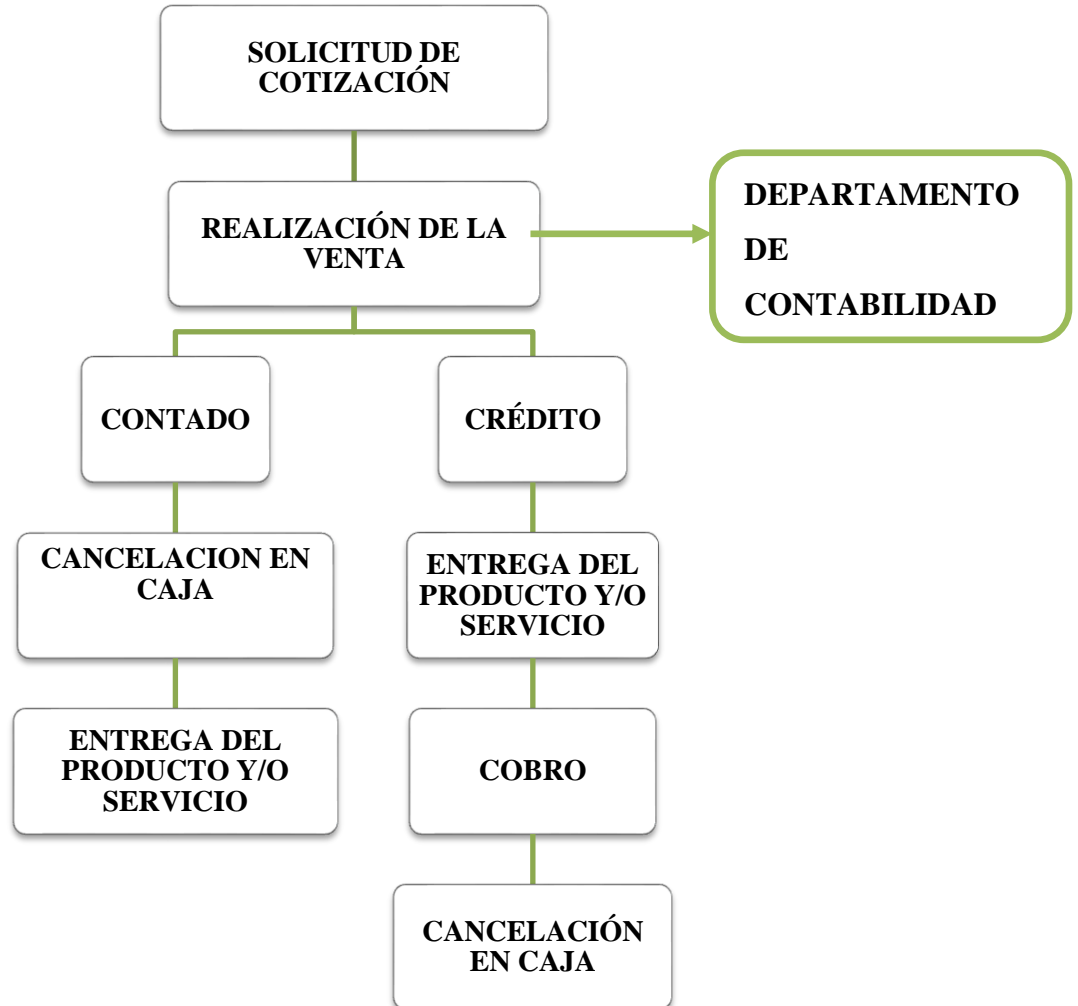 SOLICITUD DE
COTIZACIÓN
REALIZACIÓN DE LA
VENTA
DEPARTAMENTO
DE
CONTABILIDAD
CONTADO
CRÉDITO
CANCELACION EN
CAJA
ENTREGA DEL
PRODUCTO Y/O
SERVICIO
ENTREGA DEL
PRODUCTO Y/O
SERVICIO
COBRO
CANCELACIÓN
EN CAJA